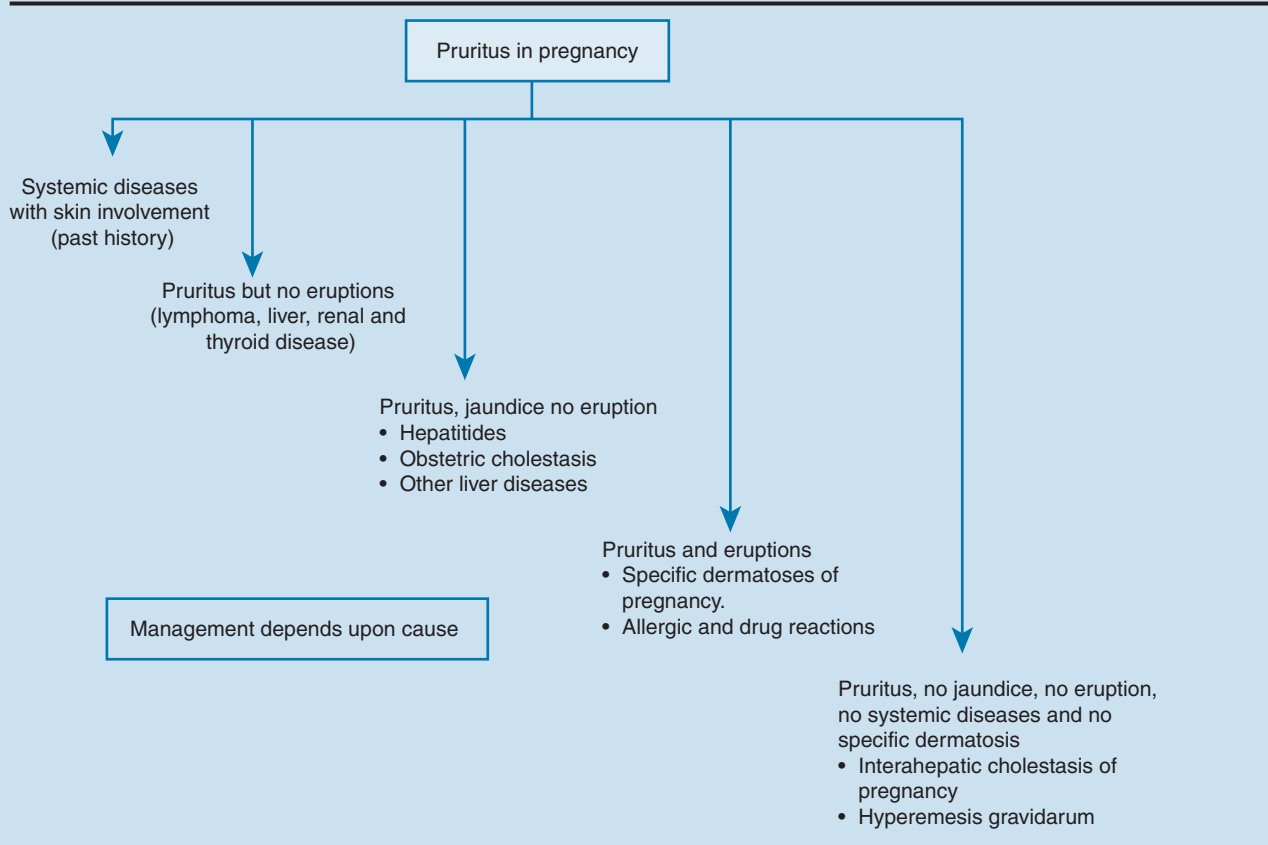 Pruritus in pregnancy
Systemic diseases
with skin involvement
(past history)
Pruritus but no eruptions
(lymphoma, liver, renal and
thyroid disease)
Pruritus, jaundice no eruption
• Hepatitides
• Obstetric cholestasis
• Other liver diseases
Pruritus and eruptions
• Specific dermatoses of
pregnancy.
• Allergic and drug reactions
Management depends upon cause
Pruritus, no jaundice, no eruption,
no systemic diseases and no
specific dermatosis
• Interahepatic cholestasis of
pregnancy
• Hyperemesis gravidarum